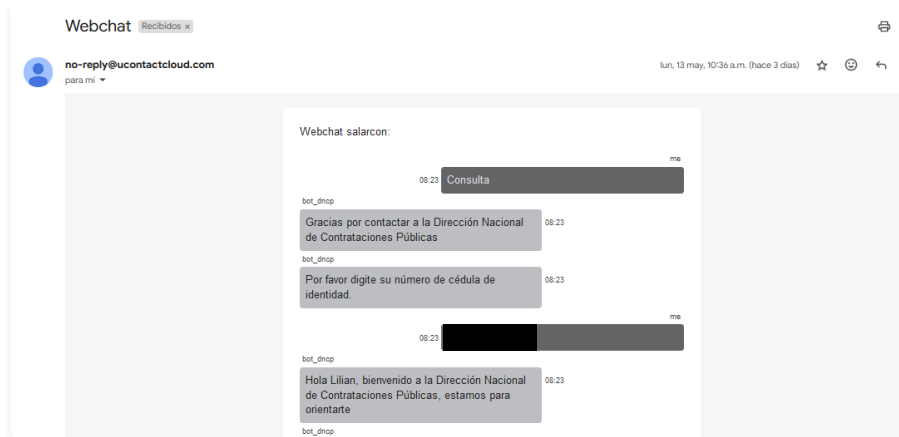 Webchat Recibidos ×
no-reply@ucontactcloud.com lun, 13 may, 10:36 a.m. (hace 3 días)
para mí
Webchat salarcon:
me
08:23 Consulta
bot_dncp
Gracias por contactar a la Dirección Nacional 08:23
de Contrataciones Públicas
bot_dncp
Por favor digite su número de cédula de 08:23
identidad.
me
08:23
bot_dncp
Hola Lilian, bienvenido a la Dirección Nacional 08:23
de Contrataciones Públicas, estamos para
orientarte
bot_dncp